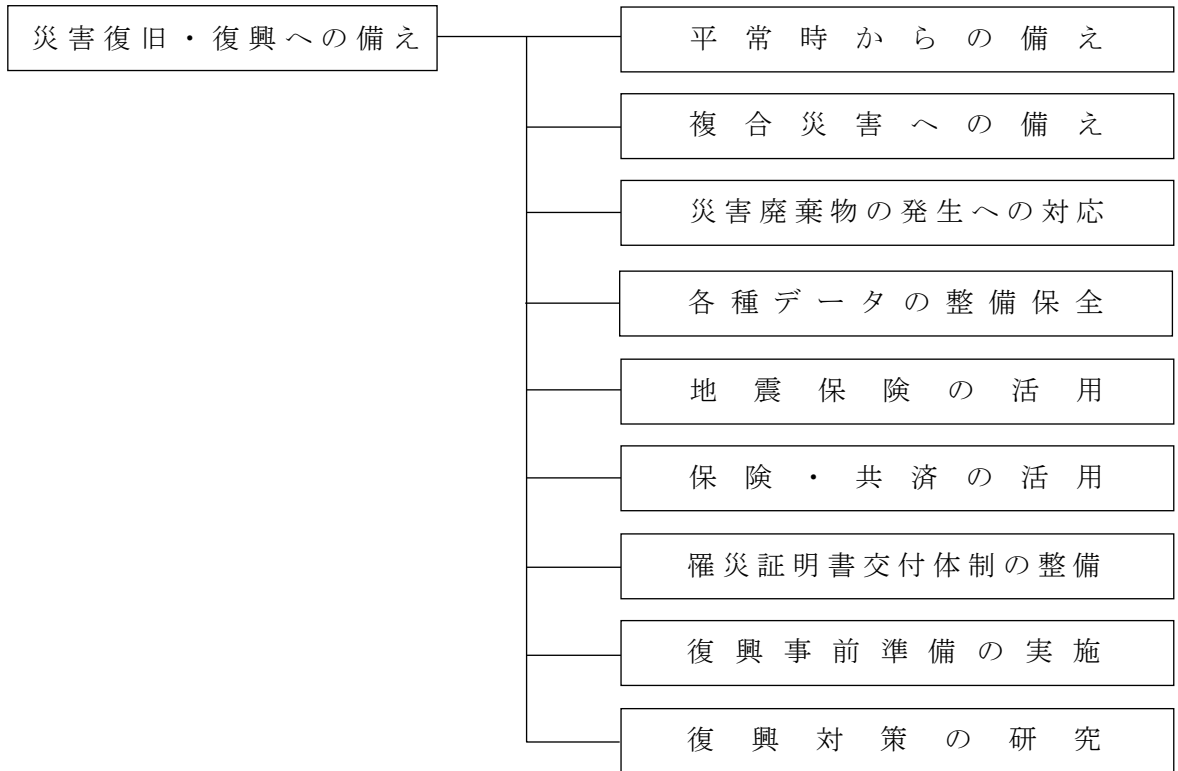 災害復旧・復興への備え
平常時からの備え
複合災害への備え
災害廃棄物の発生への対応
各種データの整備保全
地震保険の活用
保険・共済の活用
罹災証明書交付体制の整備
復興事前準備の実施
復興対策の研究